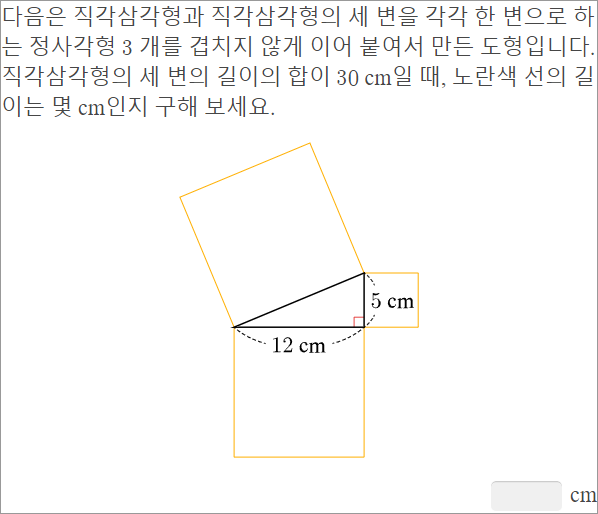 다음은 직각삼각형과 직각삼각형의 세 변을 각각 한 변으로 하
는 정사각형 3 개를 겹치지 않게 이어 붙여서 만든 도형입니다.
직각삼각형의 세 변의 길이의 합이 30 cm일 때, 노란색 선의 길
이는 몇 cm인지 구해 보세요.
5 cm
12 cm
cm